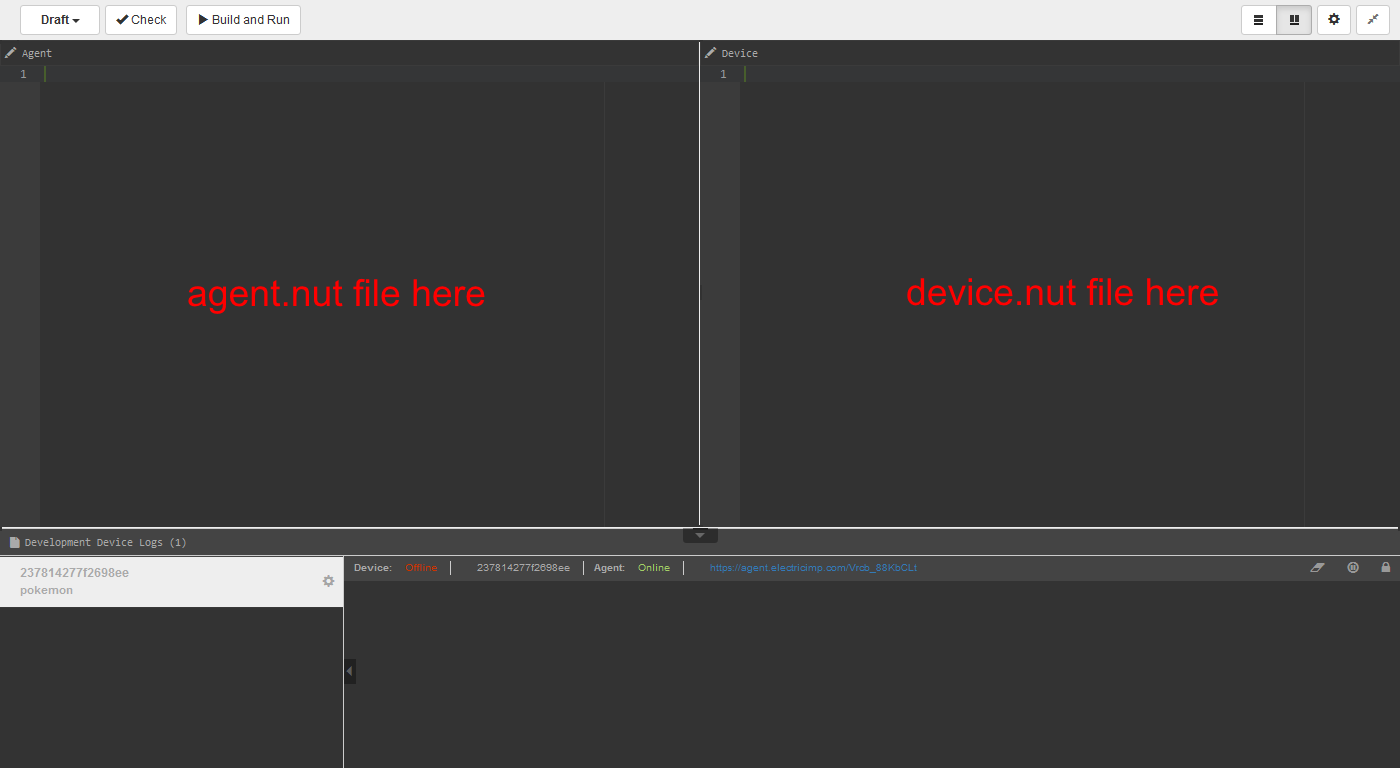 Draft
Check
Build and Run
Agent
Device
1
1
agent.nut file here
device.nut file here
Development Device Logs (1)
237814277f2698ee
pokemon
Device: Offline 237814277f2698ee Agent: Online https://agent.electricimp.com/Vrob_88KbCLt